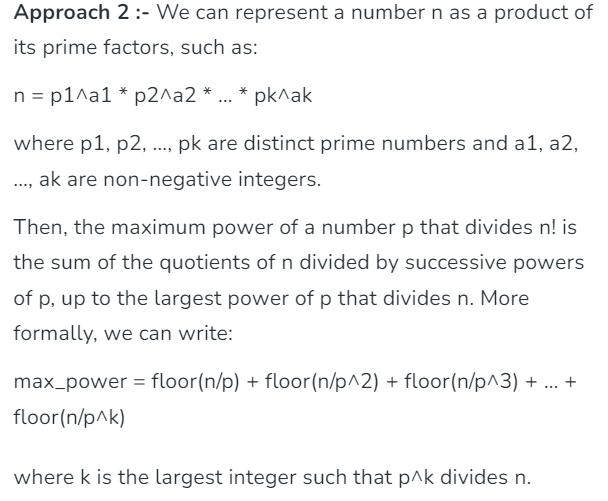 Approach 2 :- We can represent a number n as a product of
its prime factors, such as:
n = p1^a1 * p2^a2 * ... * pk^ak
where p1, p2, ..., pk are distinct prime numbers and a1, a2,
..., ak are non-negative integers.
Then, the maximum power of a number p that divides n! is
the sum of the quotients of n divided by successive powers
of p, up to the largest power of p that divides n. More
formally, we can write:
max_power = floor(n/p) + floor(n/p^2) + floor(n/p^3) + ... +
floor(n/p^k)
where k is the largest integer such that p^k divides n.